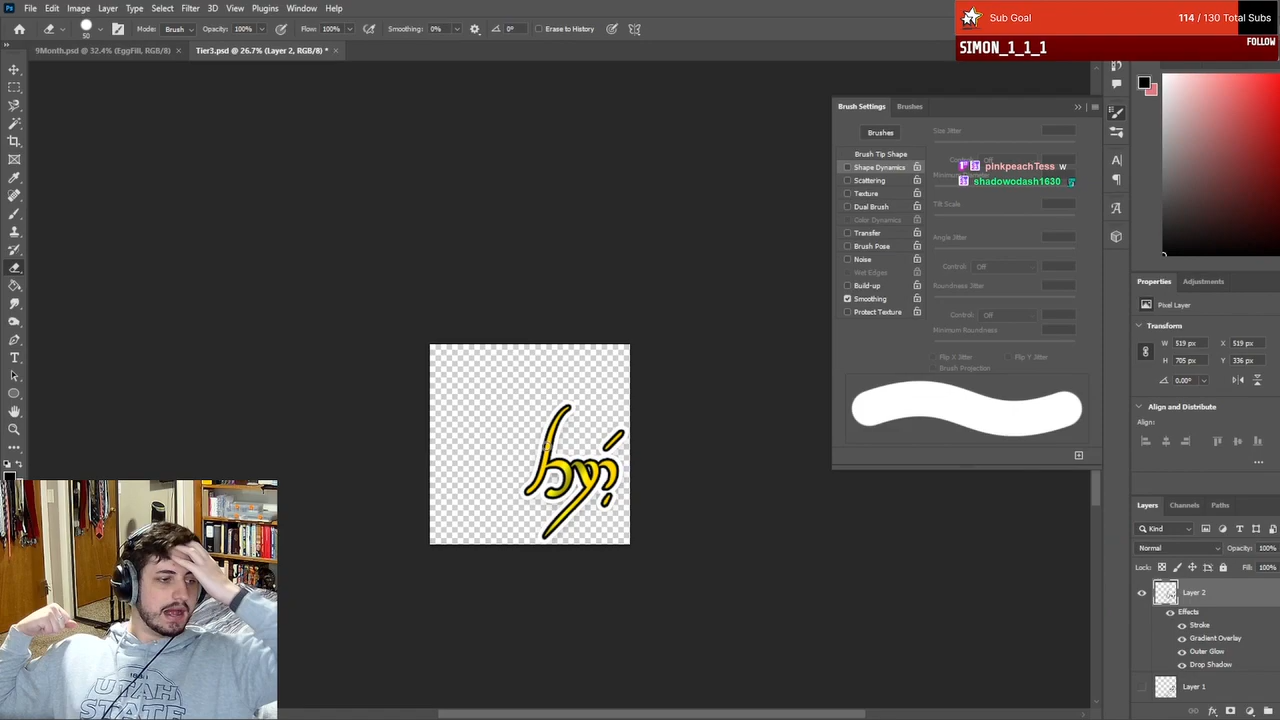 File Edit Image Layer Type Select Filter 3D View Plugins Window Help
Sub Goal 114 / 130 Total Subs
SIMON_1_1_1 FOLLOW
50 Mode: Brush Opacity: 100% Flow: 100% Smoothing: 0% 0° Erase to History
9Month.psd @ 32.4% (EggFill, RGB/8) × Tier3.psd @ 26.7% (Layer 2, RGB/8) * ×
Brush Settings Brushes
Brushes
Brush Tip Shape
Shape Dynamics
Scattering
Texture
Dual Brush
Color Dynamics
Transfer
Brush Pose
Noise
Wet Edges
Build-up
Smoothing
Protect Texture
Size Jitter
Control: Off
Minimum Diameter
Tilt Scale
Angle Jitter
Control: Off
Roundness Jitter
Control: Off
Minimum Roundness
Flip X Jitter Flip Y Jitter
Brush Projection
pinkpeachTess w
shadowodash1630
Properties Adjustments
Pixel Layer
Transform
W 519 px X 519 px
H 705 px Y 336 px
0.00°
Align and Distribute
Align:
Layers Channels Paths
Kind
Normal Opacity: 100%
Lock: Fill: 100%
Layer 2
Effects
Stroke
Gradient Overlay
Outer Glow
Drop Shadow
Layer 1
UTAH
STATE